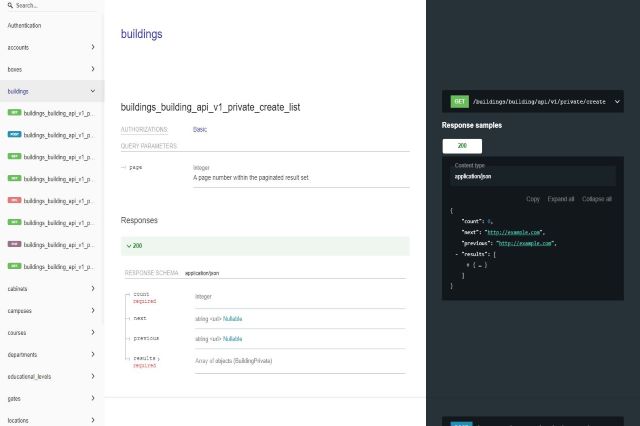 Search...
Authentication
accounts
boxes
buildings
GET buildings_building_api_v1_p...
POST buildings_building_api_v1_p...
GET buildings_building_api_v1_p...
GET buildings_building_api_v1_p...
buildings_building_api_v1_p...
GET buildings_building_api_v1_p...
buildings_building_api_v1_p...
GET buildings_building_api_v1_p...
cabinets
campuses
courses
departments
educational_levels
gates
locations
buildings
buildings_building_api_v1_private_create_list
AUTHORIZATIONS: Basic
QUERY PARAMETERS
page
integer
A page number within the paginated result set
Responses
200
RESPONSE SCHEMA: application/json
count
required
integer
next
string <uri> Nullable
previous
string <uri> Nullable
results
required
Array of objects (BuildingPrivate)
GET /buildings/building/api/v1/private/create
Response samples
200
Content type
application/json
Copy Expand all Collapse all
{
"count": 0,
"next": "http://example.com",
"previous": "http://example.com",
- "results": [
+ { … }
]
}